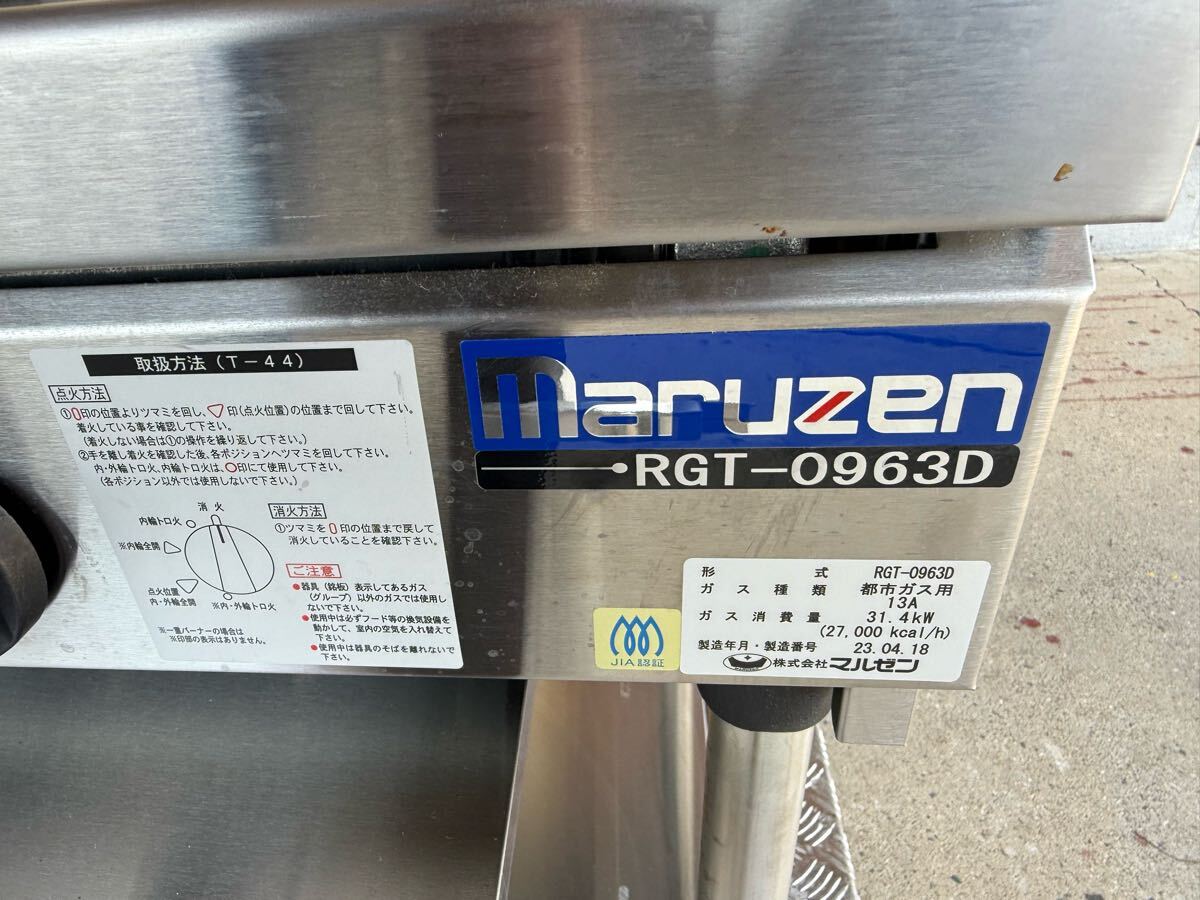 取扱方法(T-44)
点火方法
①0印の位置よりツマミを回し、▽印(点火位置)の位置まで回して下さい。
着火している事を確認して下さい。
(着火しない場合は①の操作を繰り返して下さい。)
②手を離し着火を確認した後、各ポジションへツマミを回して下さい。
内・外輪トロ火、内輪トロ火は、○印にて使用して下さい。
(各ポジション以外では使用しないで下さい。)
消火
内輪トロ火
※内輪全開
点火位置
内・外輪全開
※内・外輪トロ火
※一重バーナーの場合は
※印部の表示はありません。
消火方法
①ツマミを0印の位置まで戻して
消火していることを確認下さい。
ご注意
●器具(銘板)表示してあるガス
(グループ)以外のガスでは使用し
ないで下さい。
●使用中は必ずフード等の換気設備を
動かして、室内の空気を入れ替えて
下さい。
●使用中は器具のそばを離れないで
下さい。
maruzen
RGT-0963D
JIA認証
形式 RGT-0963D
ガス種類 都市ガス用
13A
ガス消費量 31.4kW
(27,000 kcal/h)
製造年月・製造番号 23.04.18
株式会社マルゼン